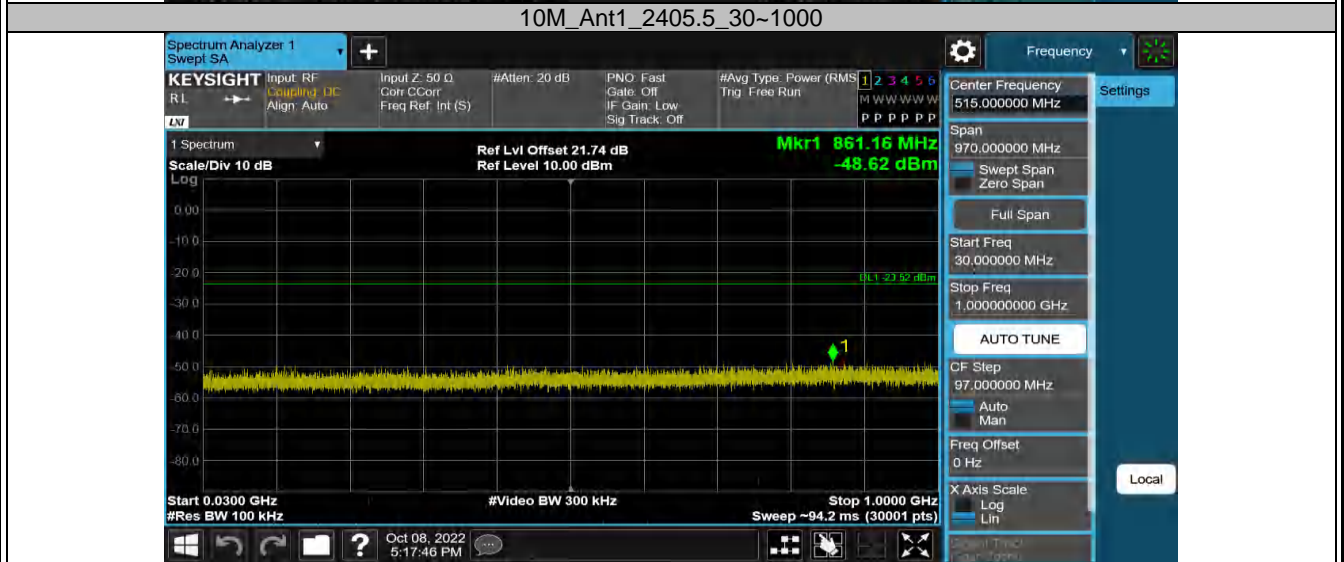 10M_Ant1_2405.5_30~1000
Spectrum Analyzer 1
Swept SA
Frequency
KEYSIGHT
RL
LXI
Input: RF
Coupling: DC
Align: Auto
Input Z: 50 Ω
Corr CCorr
Freq Ref: Int (S)
#Atten: 20 dB
PNO: Fast
Gate: Off
IF Gain: Low
Sig Track: Off
#Avg Type: Power (RMS
Trig: Free Run
1 2 3 4 5 6
M W W W W W
P P P P P P
Center Frequency
515.000000 MHz
Settings
1 Spectrum
Scale/Div 10 dB
Log
Ref Lvl Offset 21.74 dB
Ref Level 10.00 dBm
Mkr1 861.16 MHz
-48.62 dBm
0.00
-10.0
-20.0
-30.0
-40.0
-50.0
-60.0
-70.0
-80.0
DL1 -23.52 dBm
1
Start 0.0300 GHz
#Res BW 100 kHz
#Video BW 300 kHz
Stop 1.0000 GHz
Sweep ~94.2 ms (30001 pts)
Span
970.000000 MHz
Swept Span
Zero Span
Full Span
Start Freq
30.000000 MHz
Stop Freq
1.000000000 GHz
AUTO TUNE
CF Step
97.000000 MHz
Auto
Man
Freq Offset
0 Hz
X Axis Scale
Log
Lin
Local
?
Oct 08, 2022
5:17:46 PM